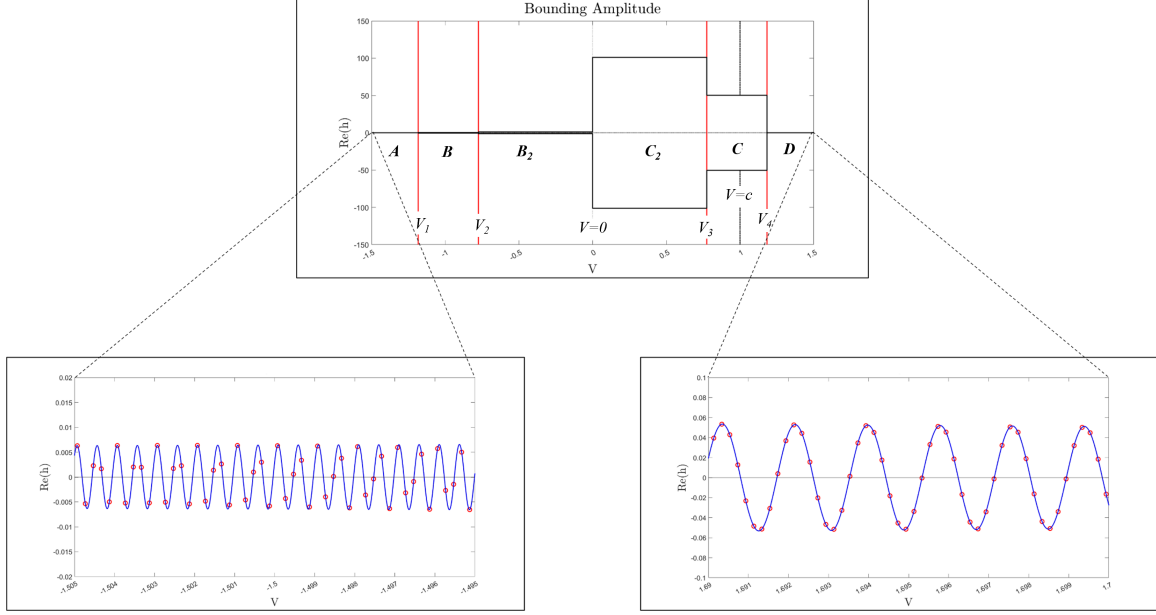 Bounding Amplitude
150
100
50
0
-50
-100
-150
Re(h)
A
B
B2
C2
C
D
V=c
V1
V2
V=0
V3
V4
-1.5
-1
-0.5
0
0.5
1
1.5
V
0.02
0.015
0.01
0.005
0
-0.005
-0.01
-0.015
-0.02
Re(h)
-1.505
-1.504
-1.503
-1.502
-1.501
-1.5
-1.499
-1.498
-1.497
-1.496
-1.495
V
0.1
0.08
0.06
0.04
0.02
0
-0.02
-0.04
-0.06
-0.08
-0.1
Re(h)
1.69
1.691
1.692
1.693
1.694
1.695
1.696
1.697
1.698
1.699
1.7
V